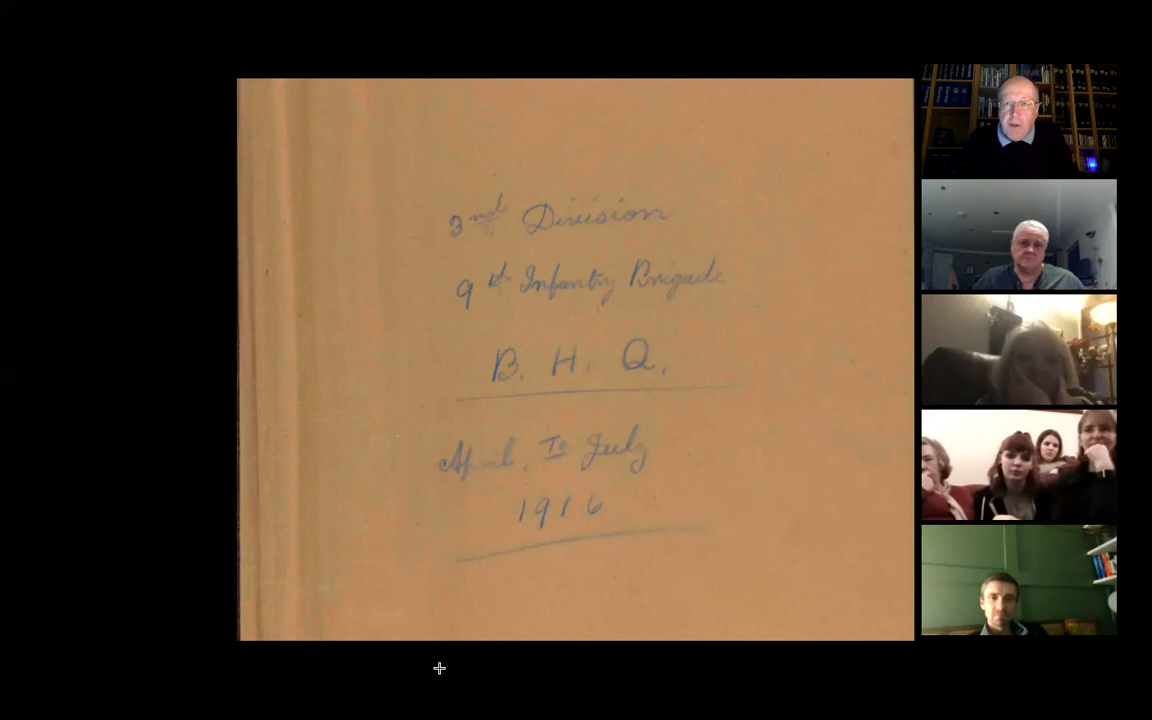 3rd Division
9th Infantry Brigade
B. H. Q.
April, To July
1916